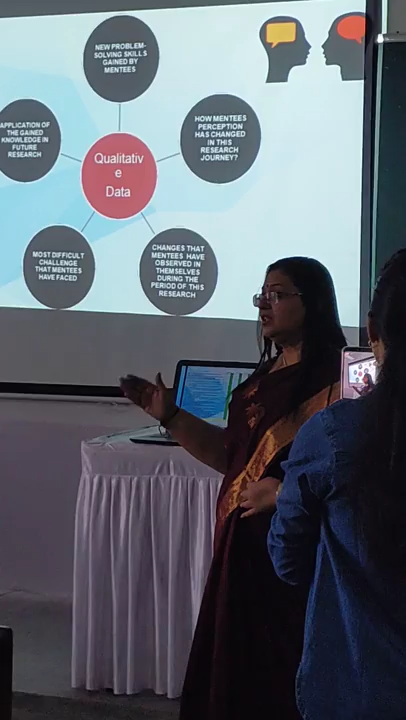 NEW PROBLEM-
SOLVING SKILLS
GAINED BY
MENTEES
APPLICATION OF
THE GAINED
KNOWLEDGE IN
FUTURE
RESEARCH
HOW MENTEES
PERCEPTION
HAS CHANGED
IN THIS
RESEARCH
JOURNEY?
Qualitativ
e
Data
MOST DIFFICULT
CHALLENGE
THAT MENTEES
HAVE FACED
CHANGES THAT
MENTEES HAVE
OBSERVED IN
THEMSELVES
DURING THE
PERIOD OF THIS
RESEARCH